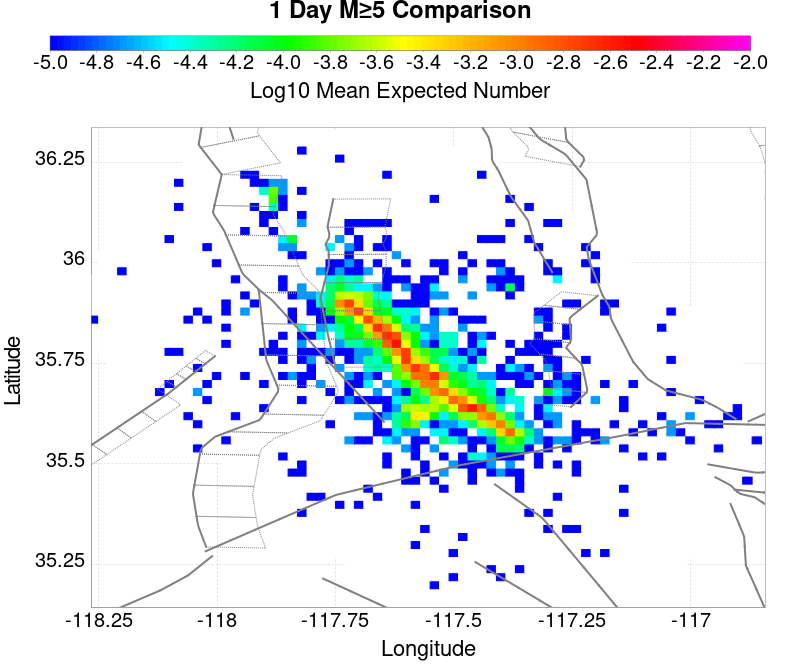 1 Day M≥5 Comparison
-5.0 -4.8 -4.6 -4.4 -4.2 -4.0 -3.8 -3.6 -3.4 -3.2 -3.0 -2.8 -2.6 -2.4 -2.2 -2.0
Log10 Mean Expected Number
36.25
36
35.75
35.5
35.25
Latitude
-118.25 -118 -117.75 -117.5 -117.25 -117
Longitude